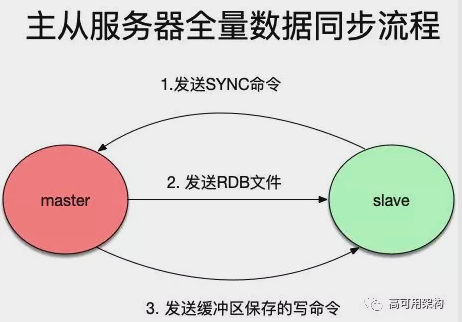 主从服务器全量数据同步流程
1.发送SYNC命令
master
2. 发送RDB文件
slave
3. 发送缓冲区保存的写命令
高可用架构